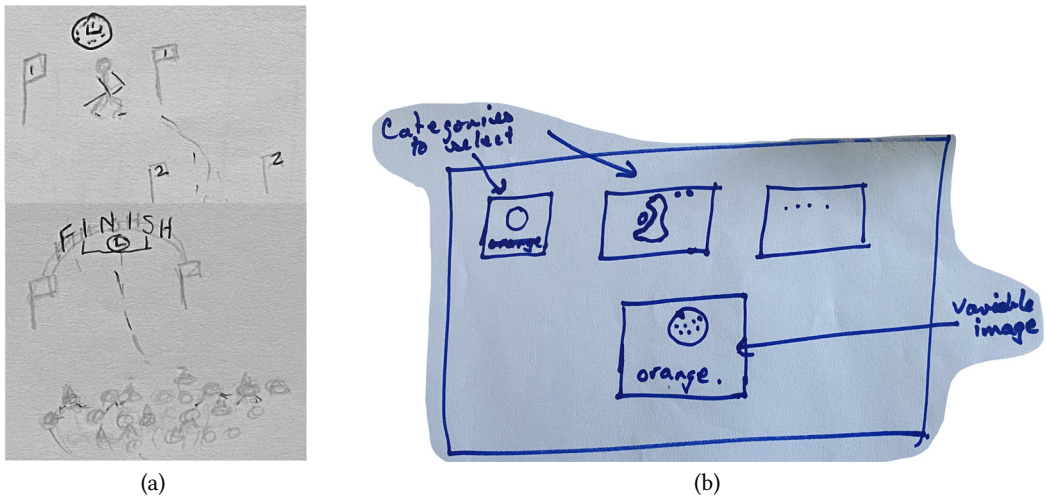 1
1
2
2
FINISH
(a)
Categories
to select
orange
....
orange.
Variable
image
(b)